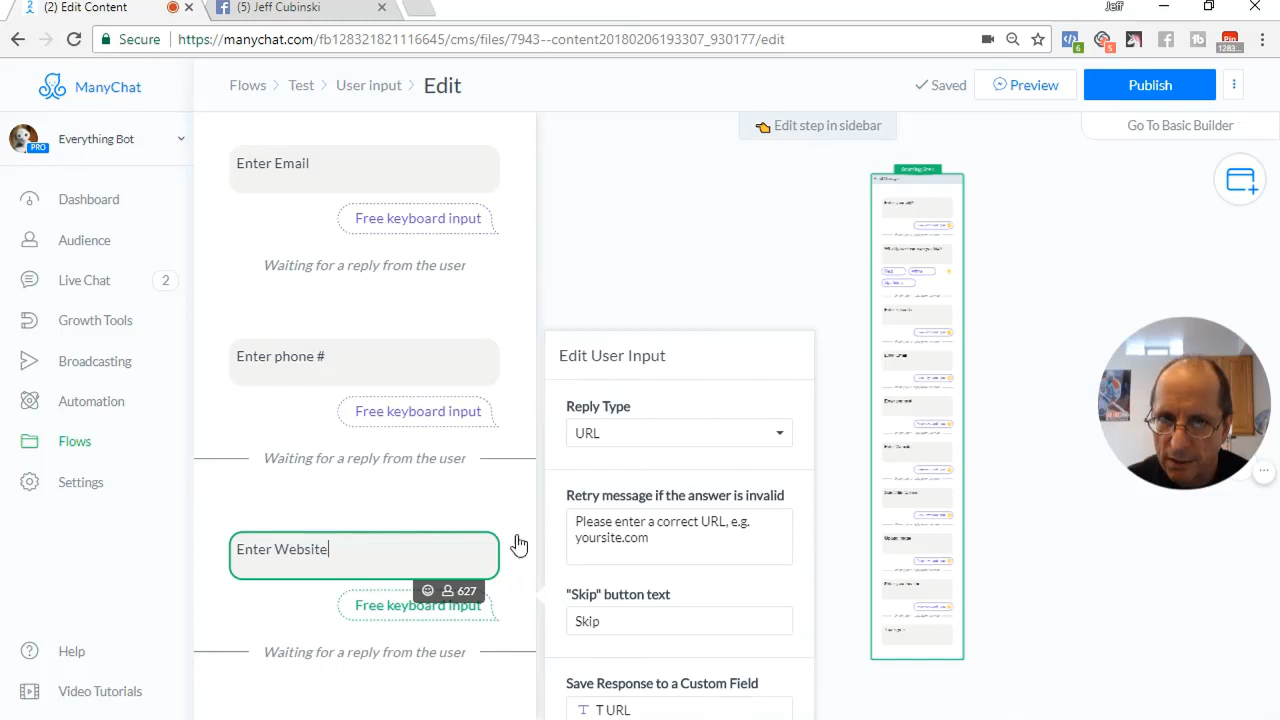 (2) Edit Content
(5) Jeff Cubinski
Jeff
Secure
https://manychat.com/fb128321821116645/cms/files/7943--content20180206193307_930177/edit
6
5
1283...
ManyChat
Flows
Test
User input
Edit
Saved
Preview
Publish
Everything Bot
PRO
Edit step in sidebar
Go To Basic Builder
Dashboard
Audience
Live Chat
2
Growth Tools
Broadcasting
Automation
Flows
Settings
Help
Video Tutorials
Enter Email
Free keyboard input
Waiting for a reply from the user
Enter phone #
Free keyboard input
Waiting for a reply from the user
Enter Website
627
Free keyboard input
Waiting for a reply from the user
Edit User Input
Reply Type
URL
Retry message if the answer is invalid
Please enter a correct URL, e.g.
yoursite.com
"Skip" button text
Skip
Save Response to a Custom Field
T URL